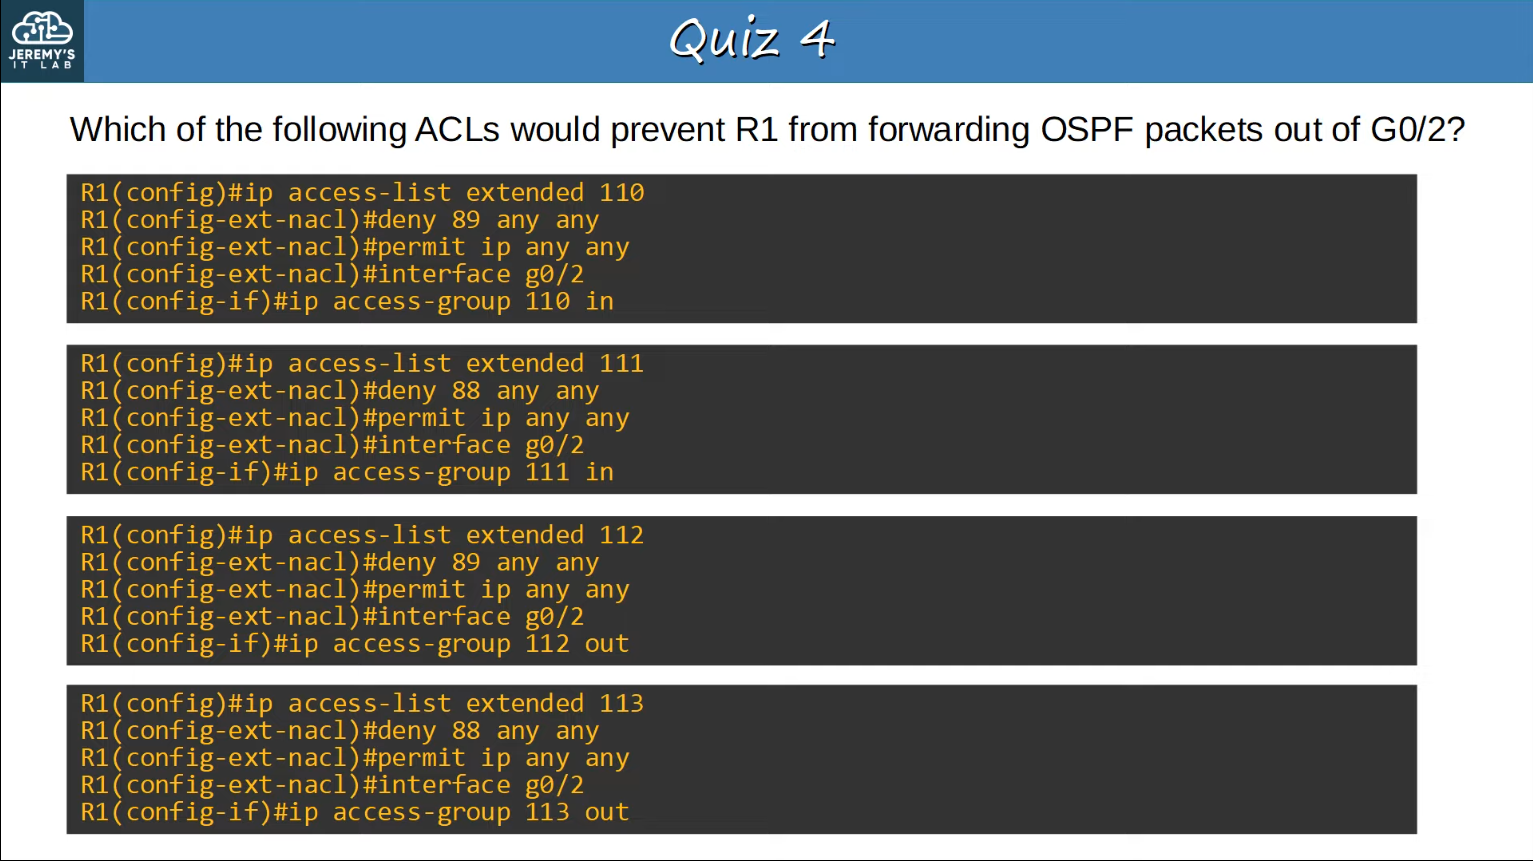 JEREMY'S
IT LAB
Quiz 4
Which of the following ACLs would prevent R1 from forwarding OSPF packets out of G0/2?
R1(config)#ip access-list extended 110
R1(config-ext-nacl)#deny 89 any any
R1(config-ext-nacl)#permit ip any any
R1(config-ext-nacl)#interface g0/2
R1(config-if)#ip access-group 110 in
R1(config)#ip access-list extended 111
R1(config-ext-nacl)#deny 88 any any
R1(config-ext-nacl)#permit ip any any
R1(config-ext-nacl)#interface g0/2
R1(config-if)#ip access-group 111 in
R1(config)#ip access-list extended 112
R1(config-ext-nacl)#deny 89 any any
R1(config-ext-nacl)#permit ip any any
R1(config-ext-nacl)#interface g0/2
R1(config-if)#ip access-group 112 out
R1(config)#ip access-list extended 113
R1(config-ext-nacl)#deny 88 any any
R1(config-ext-nacl)#permit ip any any
R1(config-ext-nacl)#interface g0/2
R1(config-if)#ip access-group 113 out